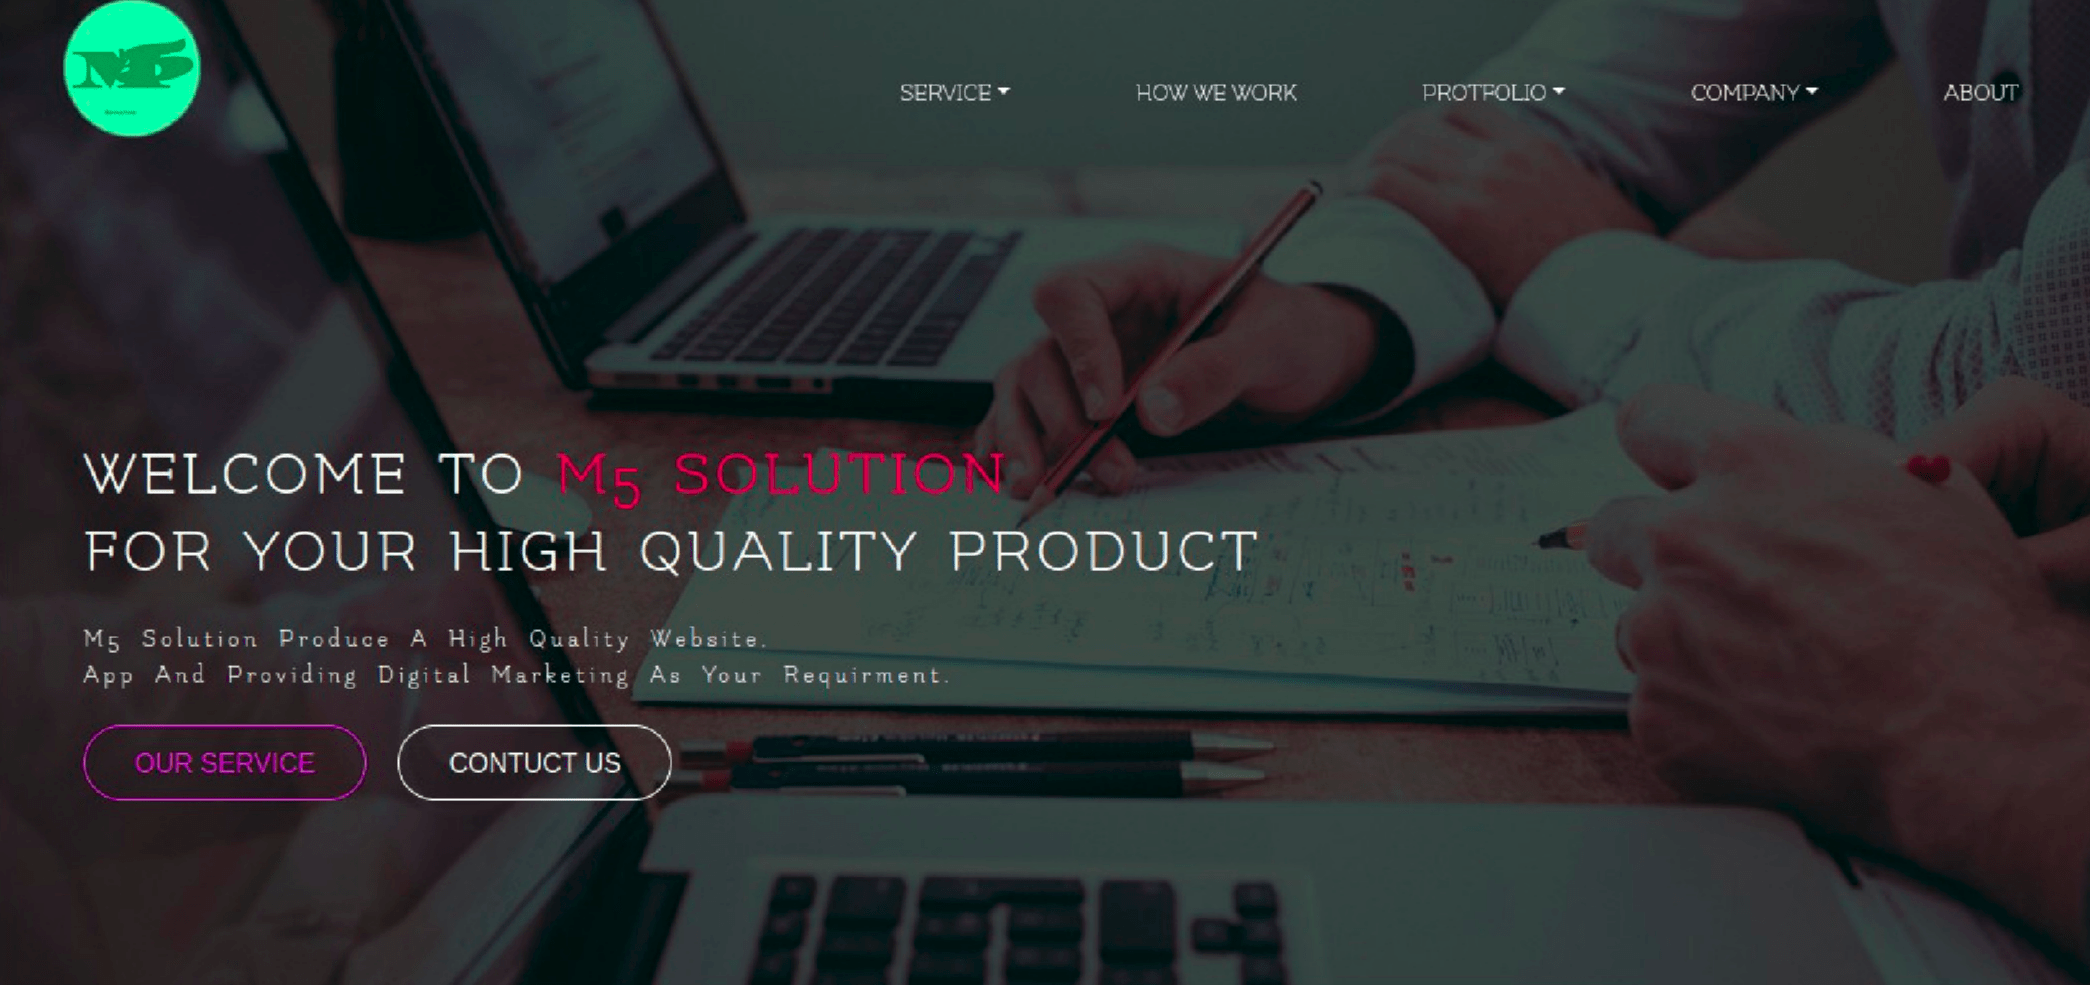 M5
SERVICE
HOW WE WORK
PROTFOLIO
COMPANY
ABOUT
WELCOME TO M5 SOLUTION
FOR YOUR HIGH QUALITY PRODUCT
M5 Solution Produce A High Quality Website.
App And Providing Digital Marketing As Your Requirment.
OUR SERVICE
CONTUCT US